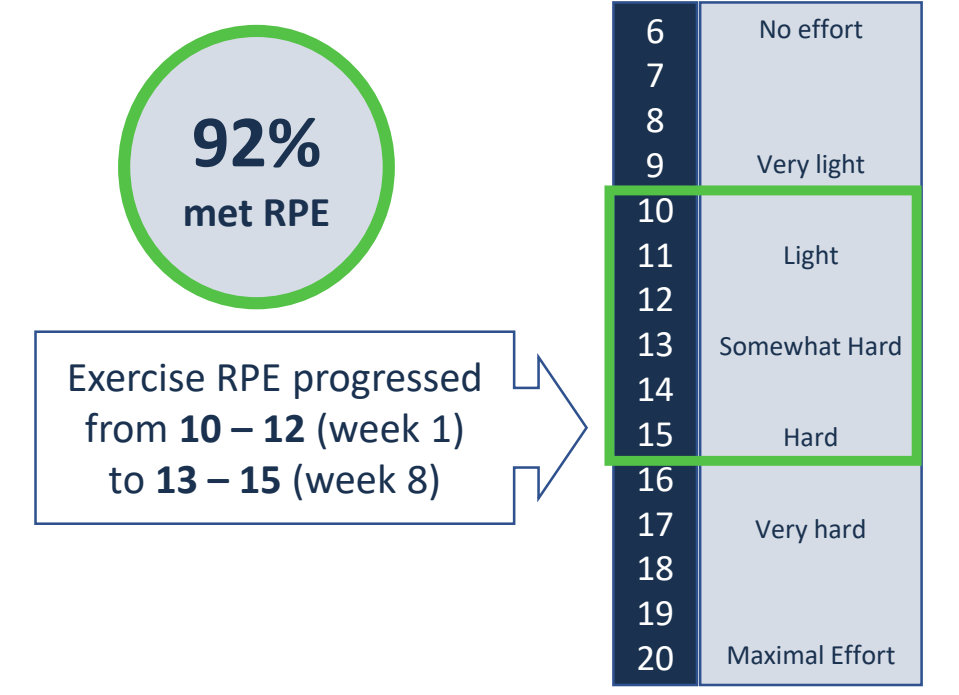 92%
met RPE
Exercise RPE progressed
from 10 – 12 (week 1)
to 13 – 15 (week 8)
6 No effort
7
8
9 Very light
10
11 Light
12
13 Somewhat Hard
14
15 Hard
16
17 Very hard
18
19
20 Maximal Effort